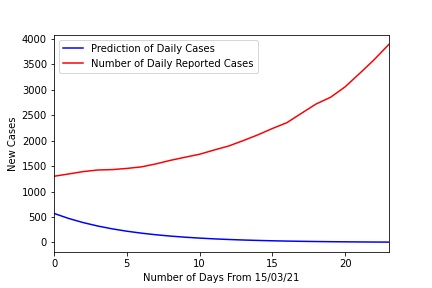 4000
3500
3000
2500
2000
1500
1000
500
0
New Cases
Prediction of Daily Cases
Number of Daily Reported Cases
0 5 10 15 20
Number of Days From 15/03/21